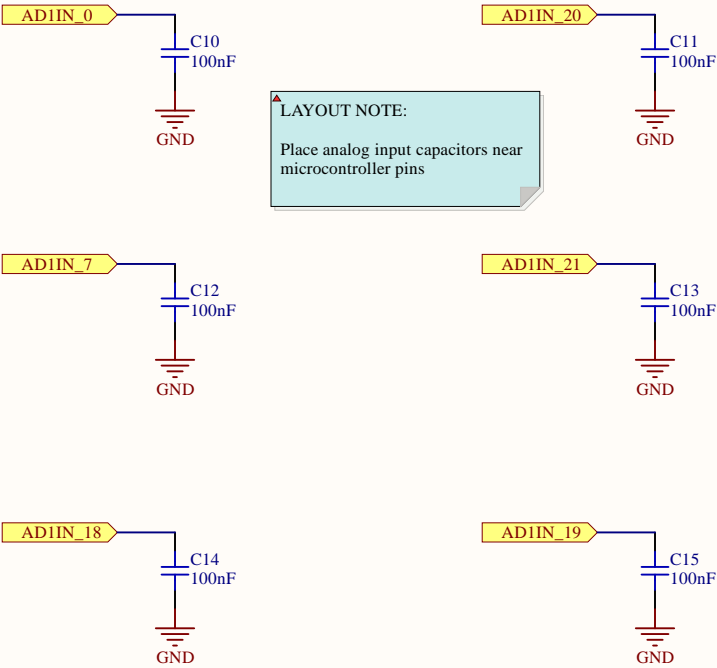 AD1IN_0
C10
100nF
GND
AD1IN_20
C11
100nF
GND
LAYOUT NOTE:
Place analog input capacitors near
microcontroller pins
AD1IN_7
C12
100nF
GND
AD1IN_21
C13
100nF
GND
AD1IN_18
C14
100nF
GND
AD1IN_19
C15
100nF
GND